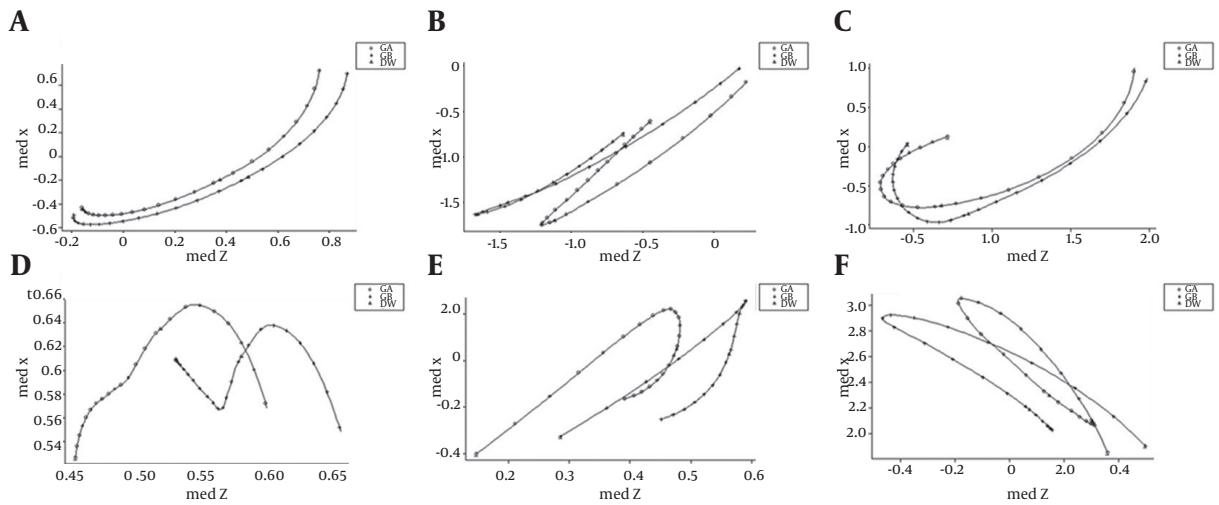 A
GA
GB
DW
0.6
0.4
0.2
0
-0.2
-0.4
-0.6
med x
-0.2 0 0.2 0.4 0.6 0.8
med Z
B
GA
GB
DW
0
-0.5
-1.0
-1.5
med x
-1.5 -1.0 -0.5 0
med Z
C
GA
GB
DW
1.0
0.5
0
-0.5
-1.0
med x
-0.5 1.0 1.5 2.0
med Z
D
GA
GB
DW
t0.66
0.64
0.62
0.60
0.58
0.56
0.54
med x
0.45 0.50 0.55 0.60 0.65
med Z
E
GA
GB
DW
2.0
0
-0.2
-0.4
med x
0.2 0.3 0.4 0.5 0.6
med Z
F
GA
GB
DW
3.0
2.8
2.6
2.4
2.2
2.0
1.8
med x
-0.4 -0.2 0 2.0 0.4
med Z